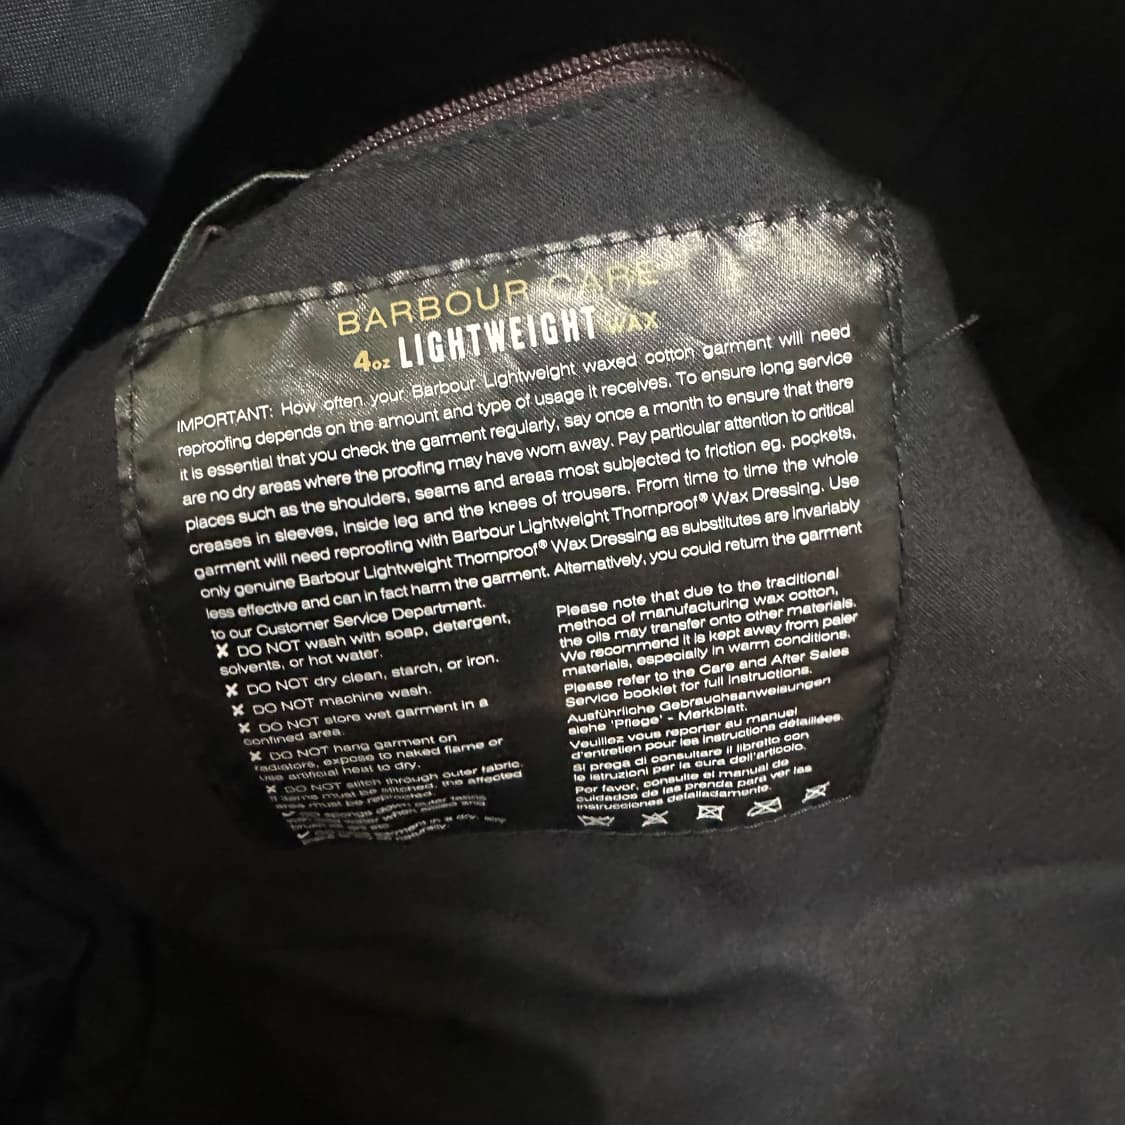 BARBOUR CARE
4oz LIGHTWEIGHT WAX
IMPORTANT: How often your Barbour Lightweight waxed cotton garment will need
reproofing depends on the amount and type of usage it receives. To ensure long service
it is essential that you check the garment regularly, say once a month to ensure that there
are no dry areas where the proofing may have worn away. Pay particular attention to critical
places such as the shoulders, seams and areas most subjected to friction eg. pockets,
creases in sleeves, inside leg and the knees of trousers. From time to time the whole
garment will need reproofing with Barbour Lightweight Thornproof® Wax Dressing. Use
only genuine Barbour Lightweight Thornproof® Wax Dressing as substitutes are invariably
less effective and can in fact harm the garment. Alternatively, you could return the garment
to our Customer Service Department.
✗ DO NOT wash with soap, detergent,
solvents, or hot water.
✗ DO NOT dry clean, starch, or iron.
✗ DO NOT machine wash.
✗ DO NOT store wet garment in a
confined area.
✗ DO NOT hang garment on
radiators, expose to naked flame or
use artificial heat to dry.
✗ DO NOT stitch through outer fabric.
If items must be stitched, the affected
area must be reproofed.
Please note that due to the traditional
method of manufacturing wax cotton,
the oils may transfer onto other materials.
We recommend it is kept away from paler
materials, especially in warm conditions.
Please refer to the Care and After Sales
Service booklet for full instructions.
Ausführliche Gebrauchsanweisungen
siehe 'Pflege' - Merkblatt.
Veuillez vous reporter au manuel
d'entretien pour les instructions détaillées.
Si prega di consultare il libretto con
le istruzioni per la cura dell'articolo.
Por favor, consulte el manual de
cuidados de las prenda para ver las
instrucciones detalladamente.